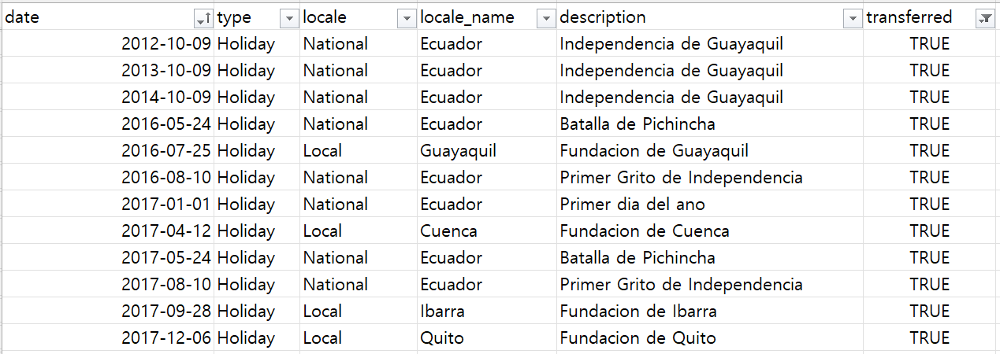 date type locale locale_name description transferred
2012-10-09 Holiday National Ecuador Independencia de Guayaquil TRUE
2013-10-09 Holiday National Ecuador Independencia de Guayaquil TRUE
2014-10-09 Holiday National Ecuador Independencia de Guayaquil TRUE
2016-05-24 Holiday National Ecuador Batalla de Pichincha TRUE
2016-07-25 Holiday Local Guayaquil Fundacion de Guayaquil TRUE
2016-08-10 Holiday National Ecuador Primer Grito de Independencia TRUE
2017-01-01 Holiday National Ecuador Primer dia del ano TRUE
2017-04-12 Holiday Local Cuenca Fundacion de Cuenca TRUE
2017-05-24 Holiday National Ecuador Batalla de Pichincha TRUE
2017-08-10 Holiday National Ecuador Primer Grito de Independencia TRUE
2017-09-28 Holiday Local Ibarra Fundacion de Ibarra TRUE
2017-12-06 Holiday Local Quito Fundacion de Quito TRUE